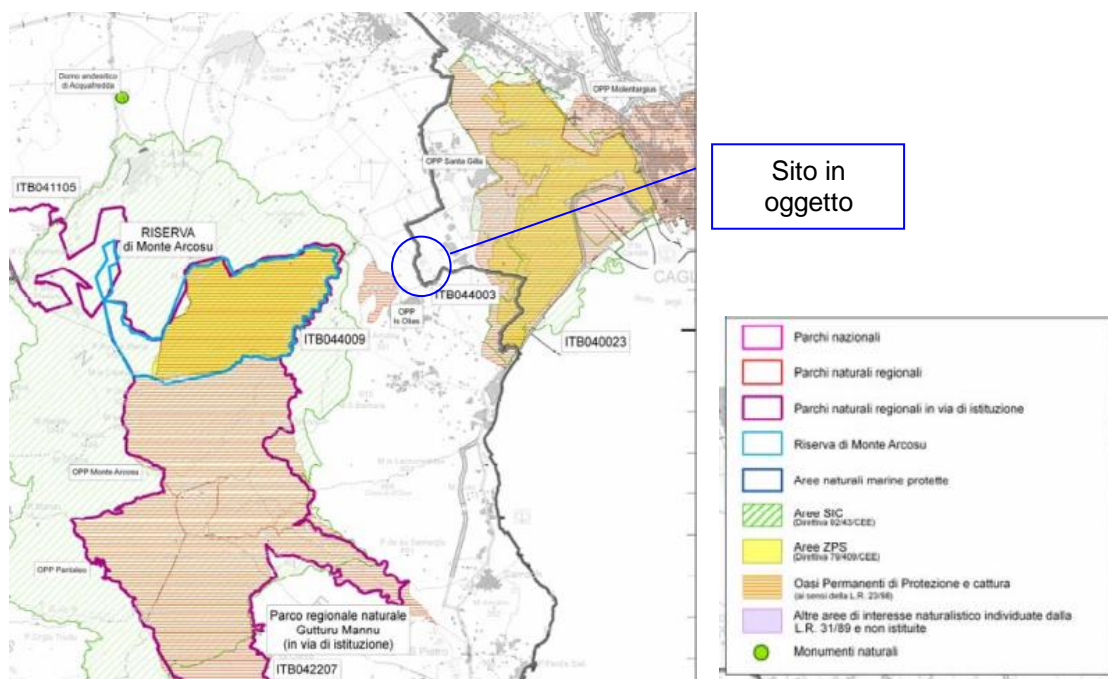 Domo andesitico
di Acquafredda
OPP Molentargius
OPP Santa Gilla
ITB041105
RISERVA
di Monte Arcosu
Sito in
oggetto
CAGL
ITB044003
OPP
Is Olias
ITB044009
ITB040023
OPP Monte Arcosu
OPP Pantaleo
Parco regionale naturale
Gutturu Mannu
(in via di istituzione)
ITB042207
Parchi nazionali
Parchi naturali regionali
Parchi naturali regionali in via di istituzione
Riserva di Monte Arcosu
Aree naturali marine protette
Aree SIC
(Direttiva 92/43/CEE)
Aree ZPS
(Direttiva 79/409/CEE)
Oasi Permanenti di Protezione e cattura
(ai sensi della L.R. 23/98)
Altre aree di interesse naturalistico individuate dalla
L.R. 31/89 e non istituite
Monumenti naturali